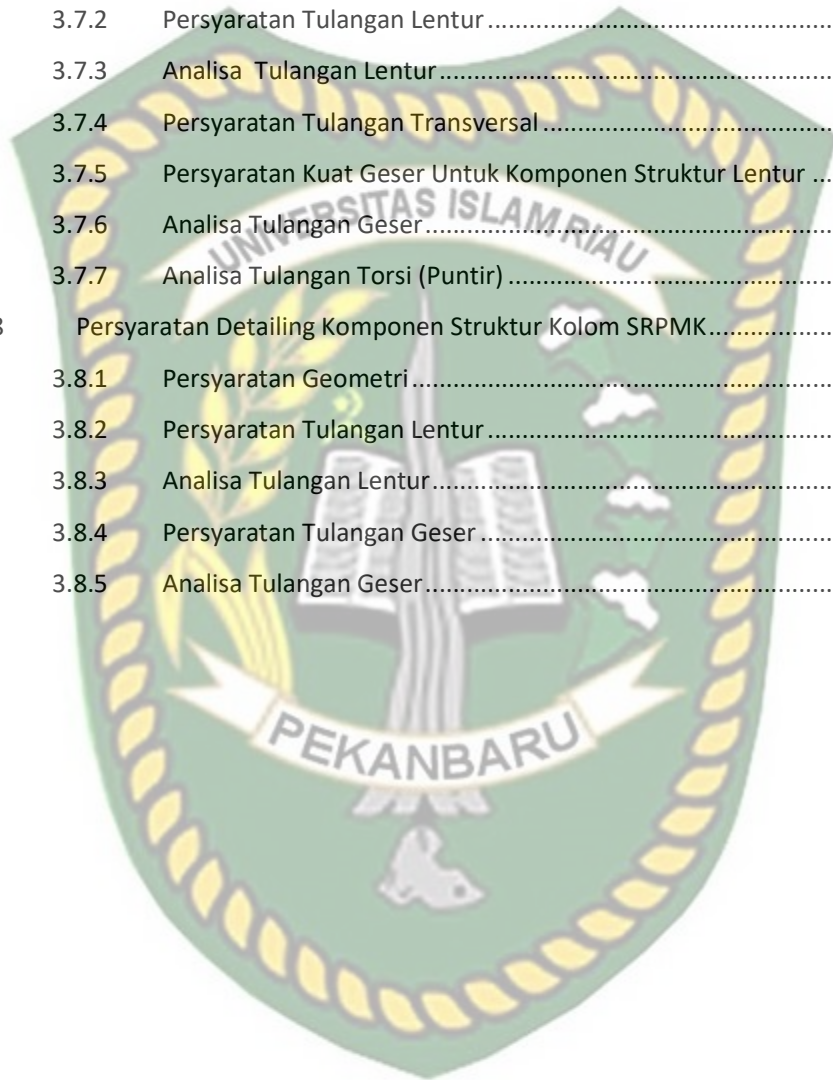 3.7.2 Persyaratan Tulangan Lentur ....................................
3.7.3 Analisa  Tulangan Lentur ....................................
3.7.4 Persyaratan Tulangan Transversal ....................................
3.7.5 Persyaratan Kuat Geser Untuk Komponen Struktur Lentur ...
UNIVERSITAS ISLAM RIAU
3.7.6 Analisa Tulangan Geser ....................................
3.7.7 Analisa Tulangan Torsi (Puntir) ....................................
8 Persyaratan Detailing Komponen Struktur Kolom SRPMK ..................
3.8.1 Persyaratan Geometri ....................................
3.8.2 Persyaratan Tulangan Lentur ....................................
3.8.3 Analisa Tulangan Lentur ....................................
3.8.4 Persyaratan Tulangan Geser ....................................
3.8.5 Analisa Tulangan Geser ....................................
PEKANBARU